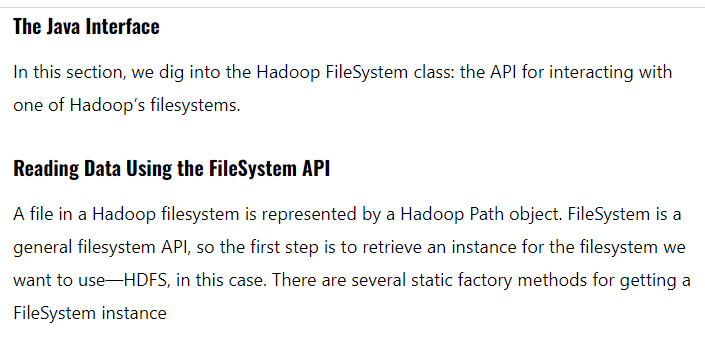 The Java Interface
In this section, we dig into the Hadoop FileSystem class: the API for interacting with
one of Hadoop's filesystems.
Reading Data Using the FileSystem API
A file in a Hadoop filesystem is represented by a Hadoop Path object. FileSystem is a
general filesystem API, so the first step is to retrieve an instance for the filesystem we
want to use—HDFS, in this case. There are several static factory methods for getting a
FileSystem instance